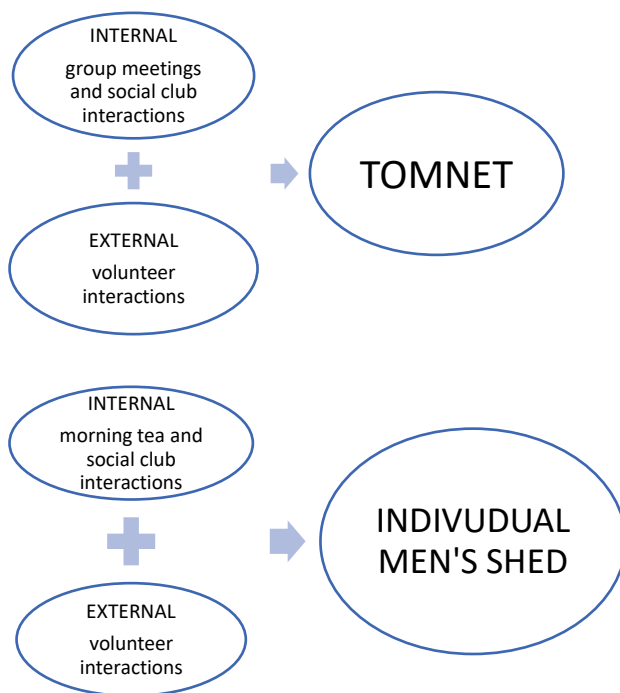 INTERNAL
group meetings
and social club
interactions
TOMNET
EXTERNAL
volunteer
interactions
INTERNAL
morning tea and
social club
interactions
INDIVUDUAL
MEN'S SHED
EXTERNAL
volunteer
interactions